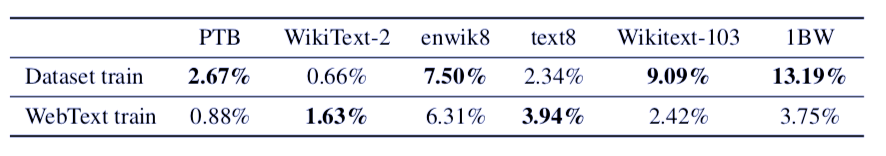 PTB WikiText-2 enwik8 text8 Wikitext-103 1BW
Dataset train 2.67% 0.66% 7.50% 2.34% 9.09% 13.19%
WebText train 0.88% 1.63% 6.31% 3.94% 2.42% 3.75%